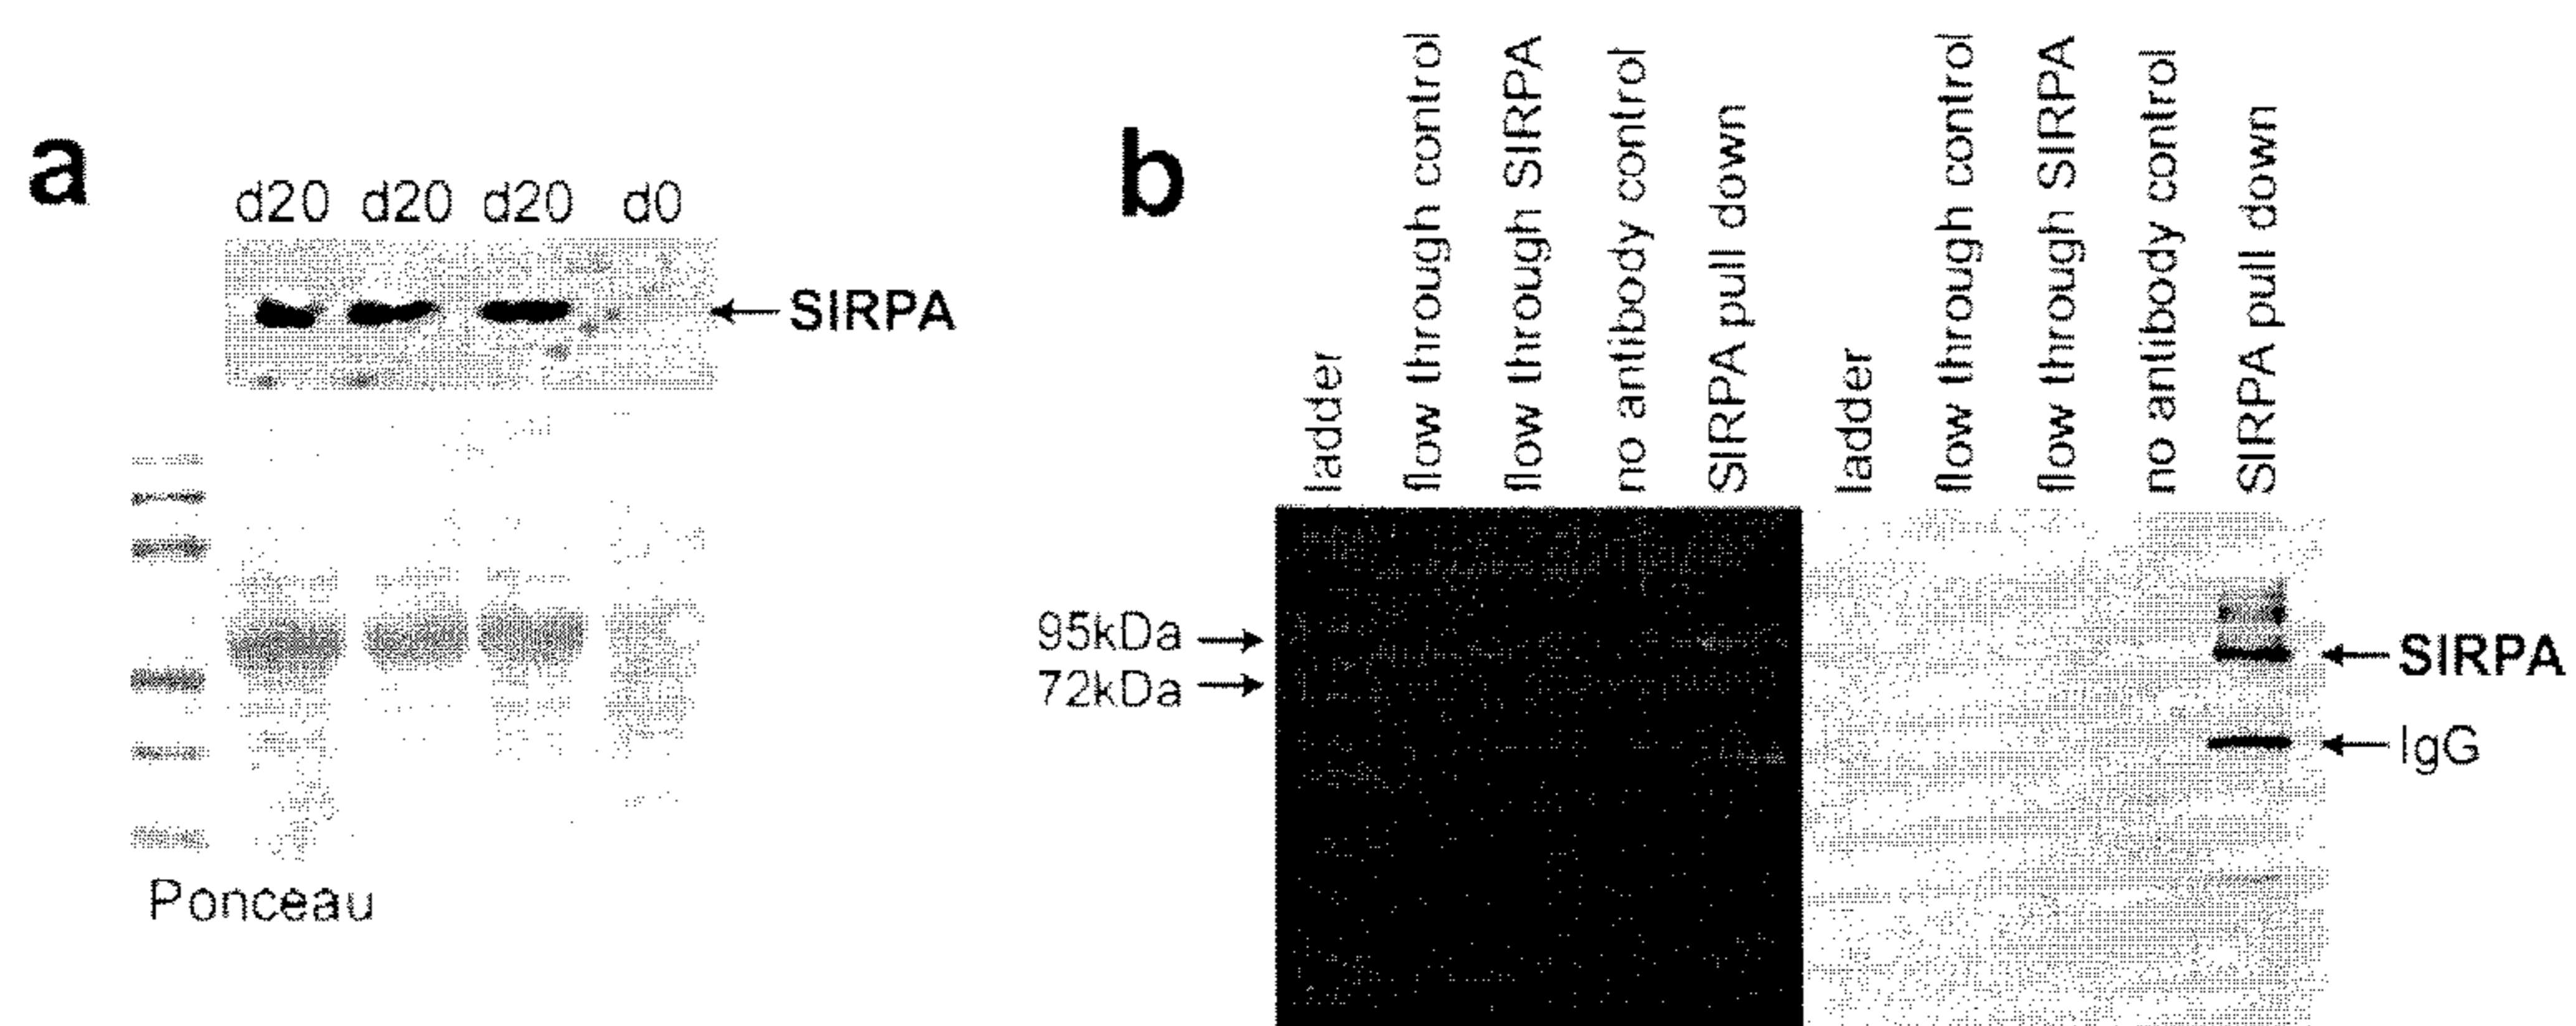 a
d20 d20 d20 d0
SIRPA
Ponceau
b
ladder
flow through control
flow through SIRPA
no antibody control
SIRPA pull down
ladder
flow through control
flow through SIRPA
no antibody control
SIRPA pull down
95kDa
72kDa
SIRPA
IgG